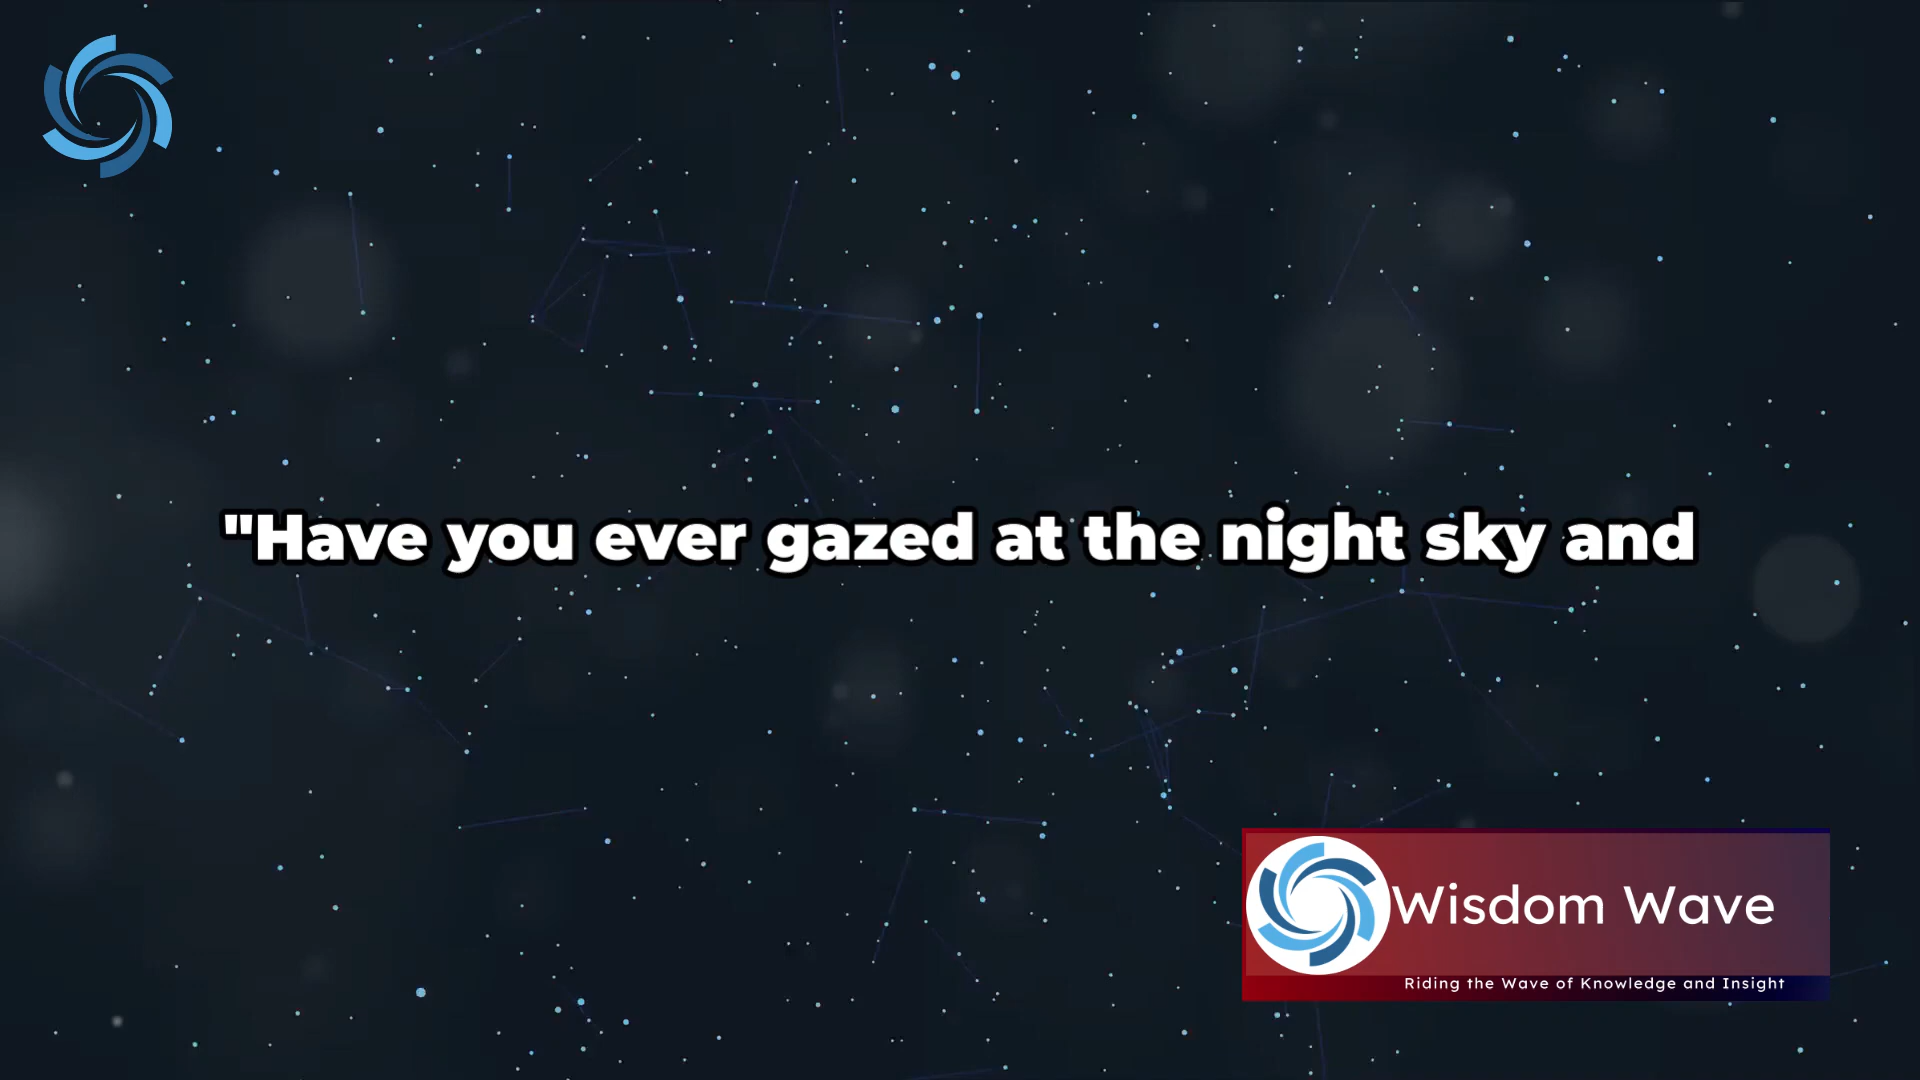 "Have you ever gazed at the night sky and
Wisdom Wave
Riding the Wave of Knowledge and Insight